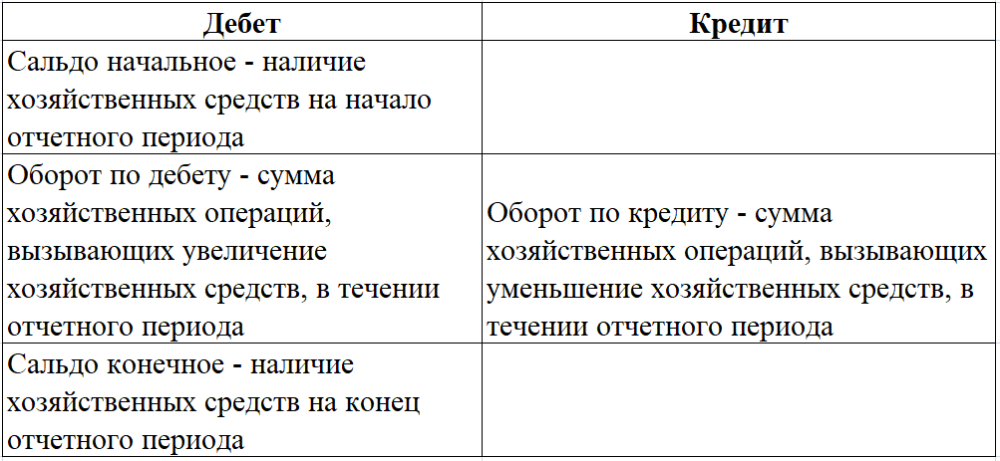 Дебет
Кредит
Сальдо начальное - наличие
хозяйственных средств на начало
отчетного периода
Оборот по дебету - сумма
хозяйственных операций,
вызывающих увеличение
хозяйственных средств, в течении
отчетного периода
Оборот по кредиту - сумма
хозяйственных операций, вызывающих
уменьшение хозяйственных средств, в
течении отчетного периода
Сальдо конечное - наличие
хозяйственных средств на конец
отчетного периода